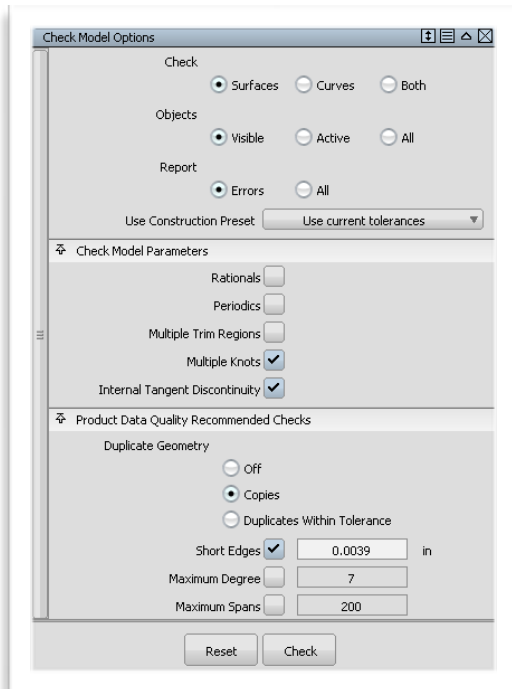 Check Model Options
Check
Surfaces Curves Both
Objects
Visible Active All
Report
Errors All
Use Construction Preset Use current tolerances
Check Model Parameters
Rationals
Periodics
Multiple Trim Regions
Multiple Knots
Internal Tangent Discontinuity
Product Data Quality Recommended Checks
Duplicate Geometry
Off
Copies
Duplicates Within Tolerance
Short Edges 0.0039 in
Maximum Degree 7
Maximum Spans 200
Reset Check